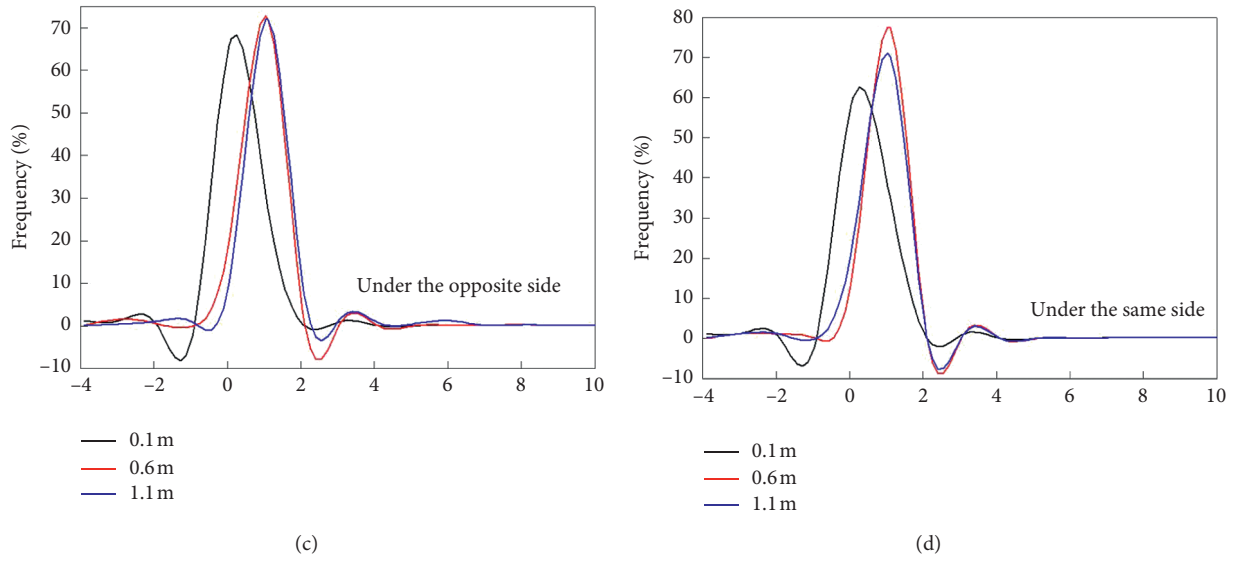 70
60
50
40
30
20
10
0
−10
Frequency (%)
Under the opposite side
−4 −2 0 2 4 6 8 10
0.1 m
0.6 m
1.1 m
(c)
80
70
60
50
40
30
20
10
0
−10
Frequency (%)
Under the same side
−4 −2 0 2 4 6 8 10
0.1 m
0.6 m
1.1 m
(d)